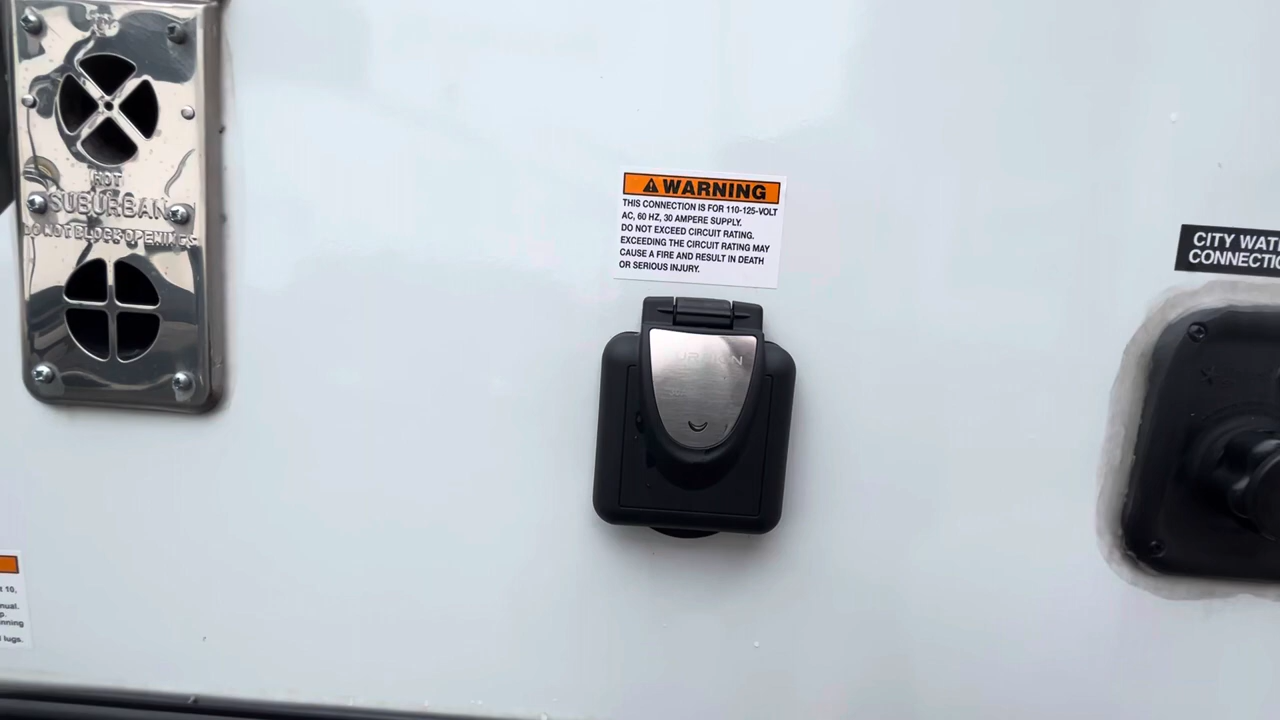 HOT
SUBURBAN
DO NOT BLOCK OPENINGS
WARNING
THIS CONNECTION IS FOR 110-125-VOLT
AC, 60 HZ, 30 AMPERE SUPPLY.
DO NOT EXCEED CIRCUIT RATING.
EXCEEDING THE CIRCUIT RATING MAY
CAUSE A FIRE AND RESULT IN DEATH
OR SERIOUS INJURY.
CITY
10,
lugs.